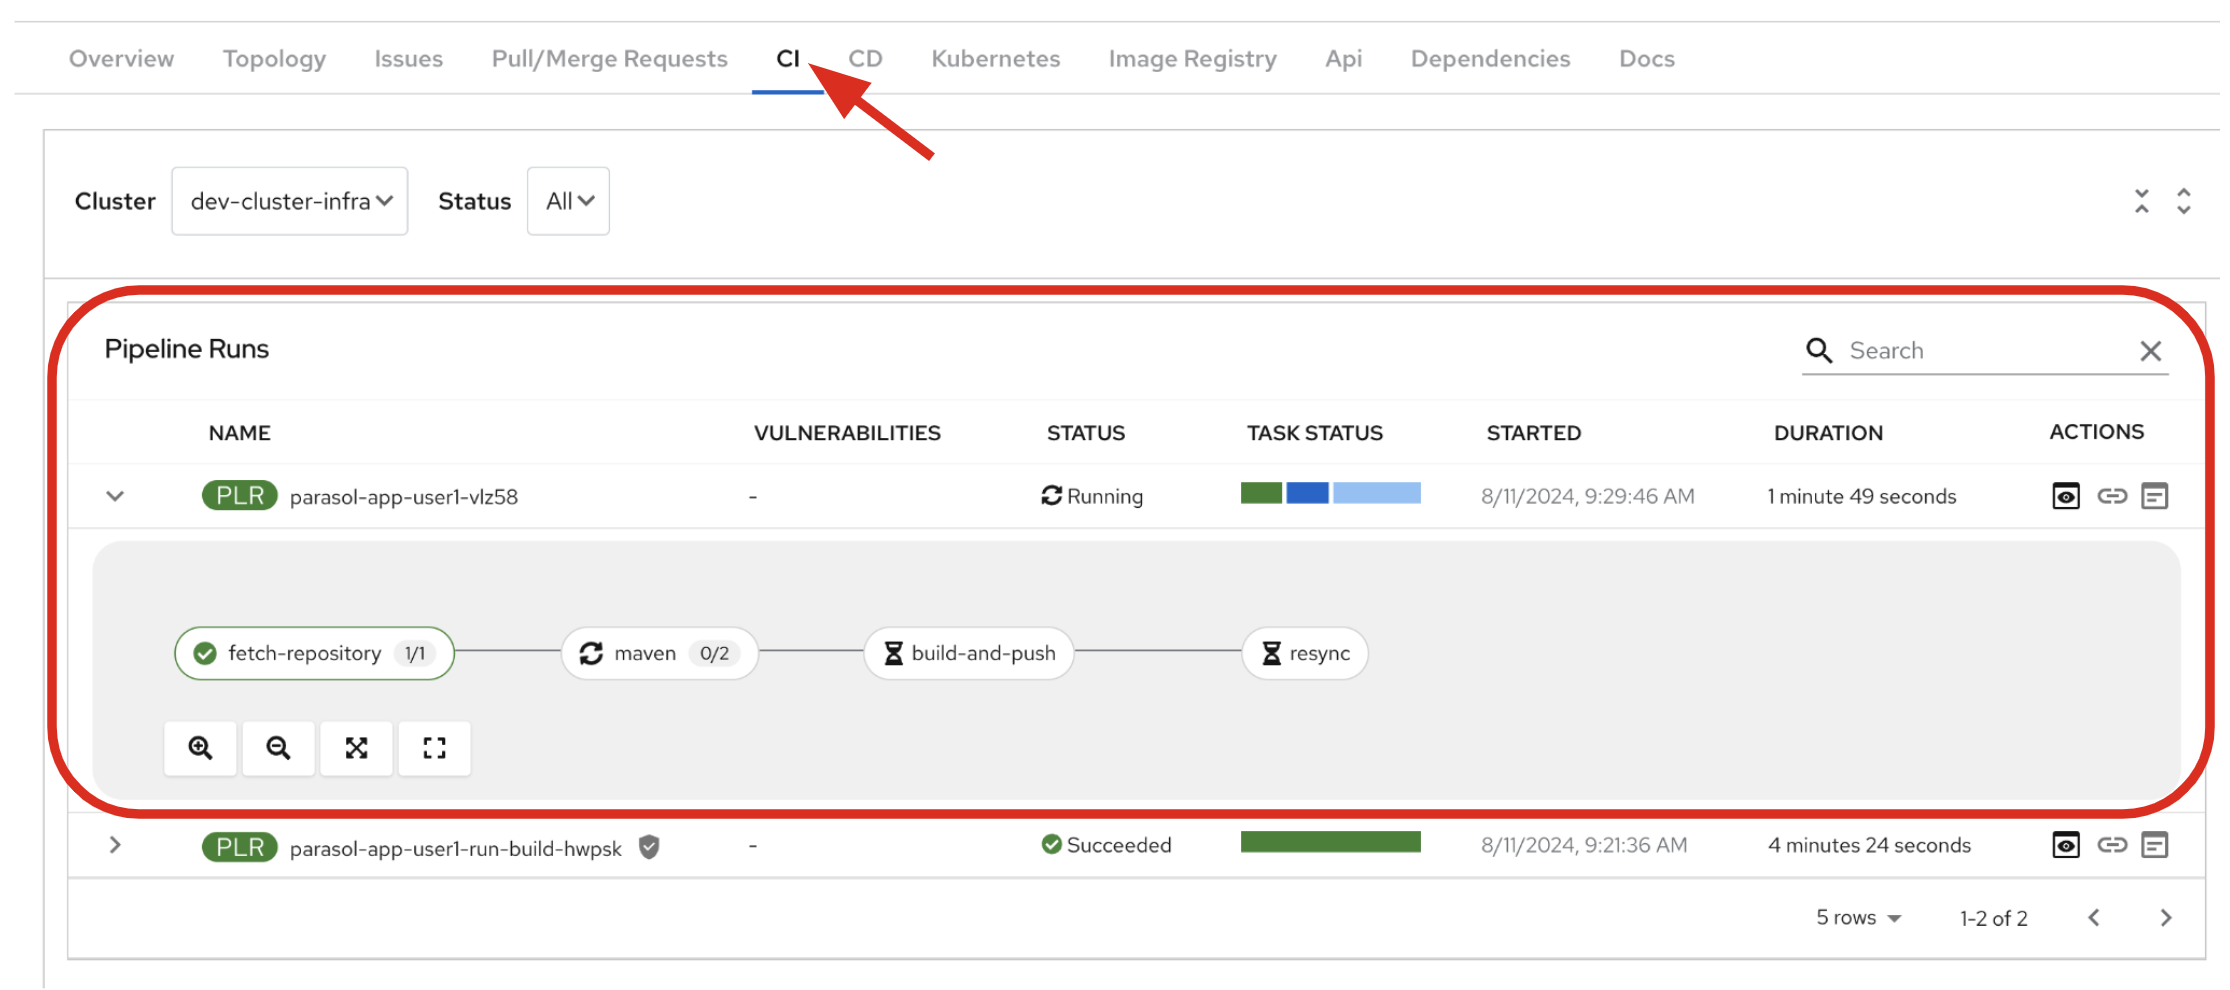 Overview Topology Issues Pull/Merge Requests CI CD Kubernetes Image Registry Api Dependencies Docs
Cluster dev-cluster-infra Status All
Pipeline Runs Search
NAME VULNERABILITIES STATUS TASK STATUS STARTED DURATION ACTIONS
PLR parasol-app-user1-vlz58 - Running 8/11/2024, 9:29:46 AM 1 minute 49 seconds
fetch-repository 1/1 maven 0/2 build-and-push resync
PLR parasol-app-user1-run-build-hwpsk - Succeeded 8/11/2024, 9:21:36 AM 4 minutes 24 seconds
5 rows 1-2 of 2